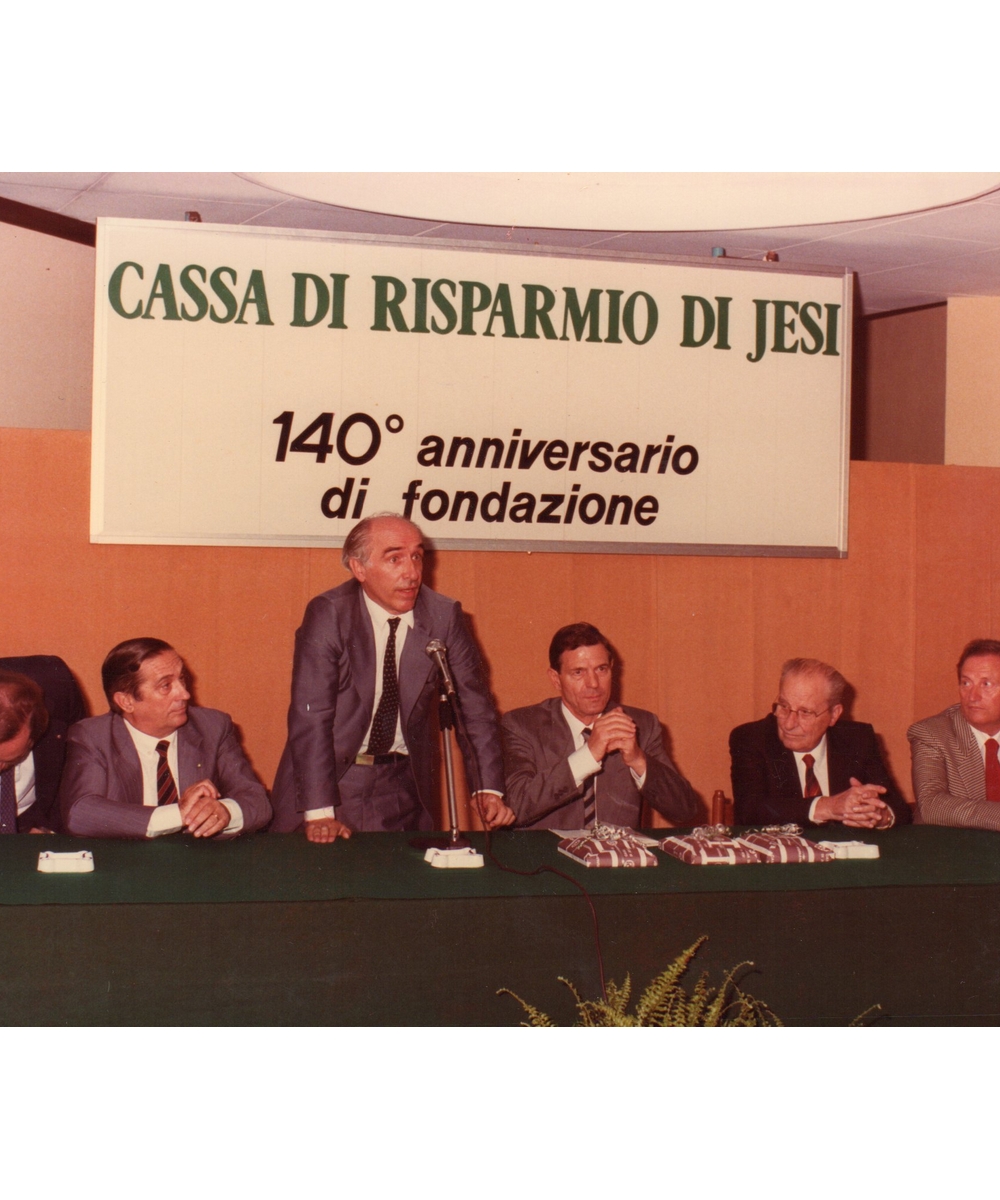 CASSA DI RISPARMIO DI JESI
140° anniversario
di fondazione